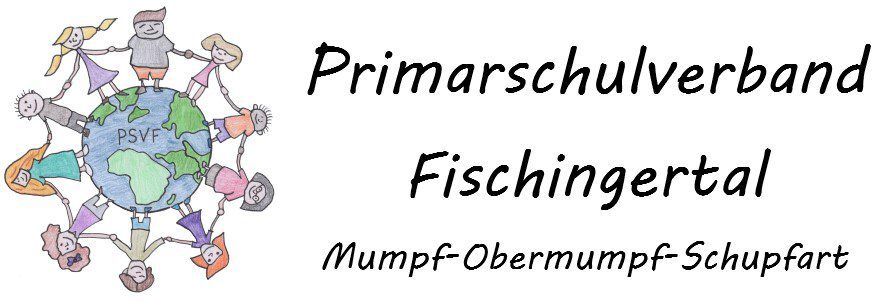 PSVF
Primarschulverband
Fischingertal
Mumpf-Obermumpf-Schupfart